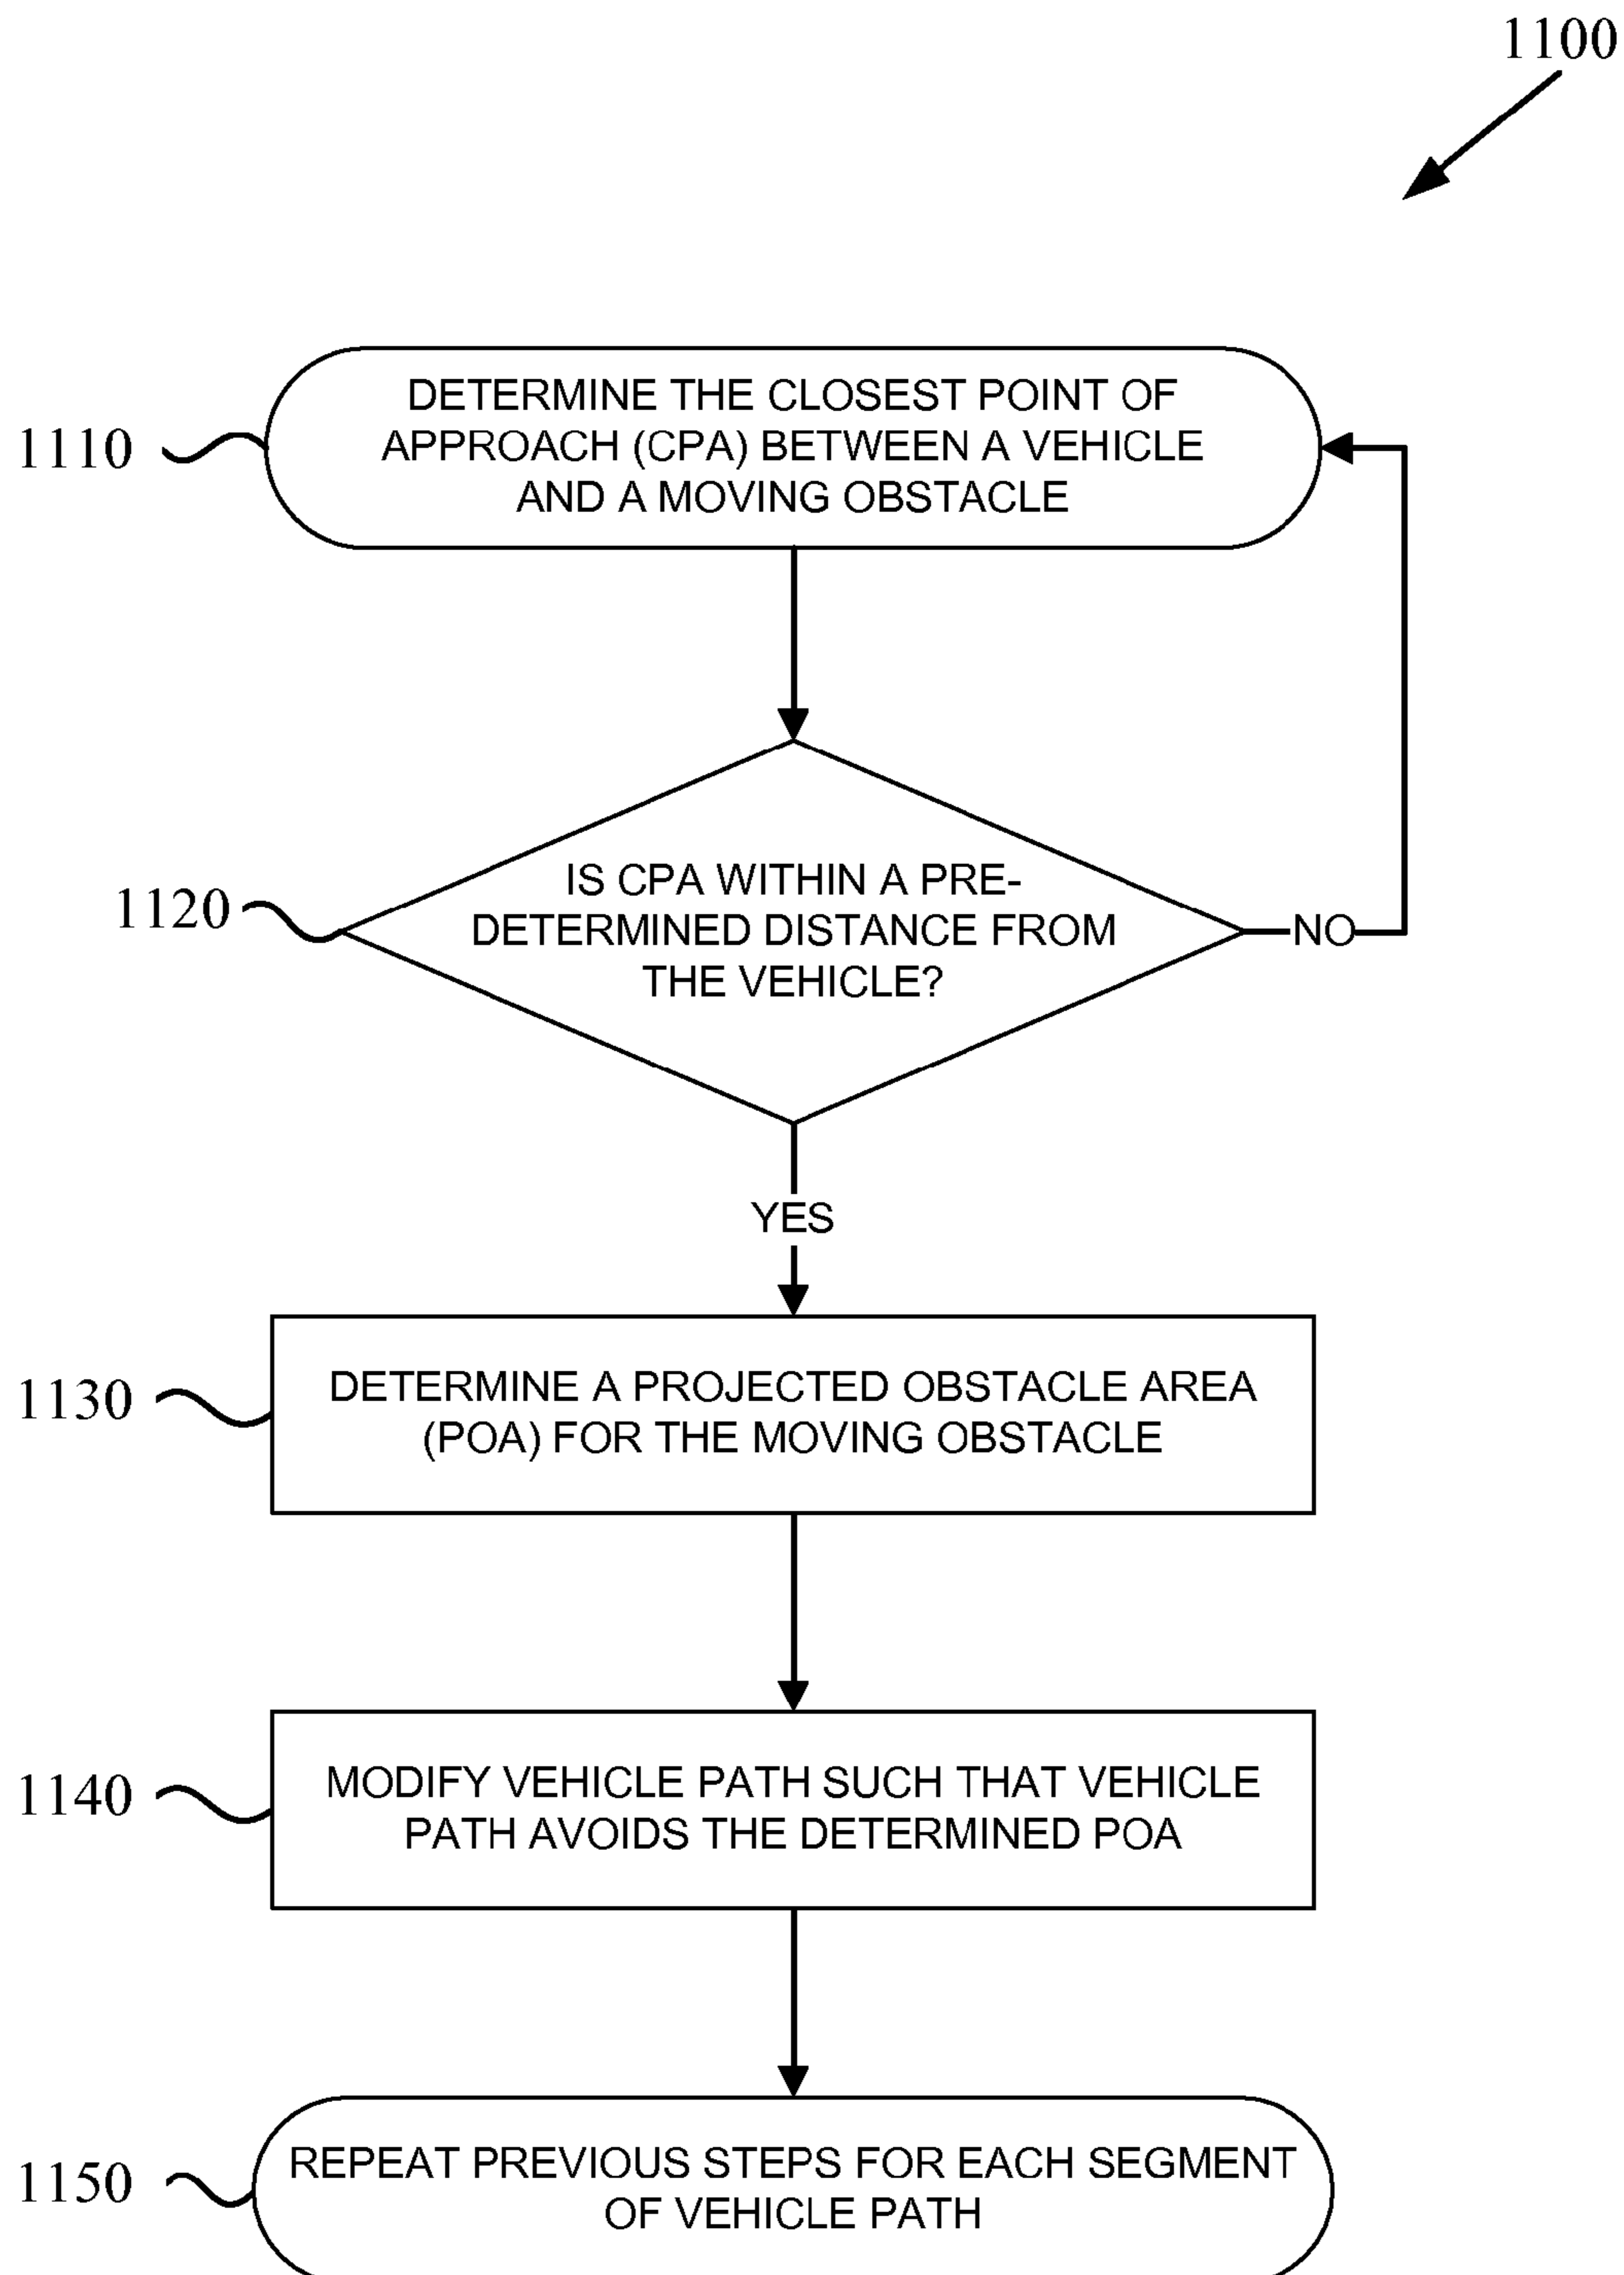 1100
1110
DETERMINE THE CLOSEST POINT OF
APPROACH (CPA) BETWEEN A VEHICLE
AND A MOVING OBSTACLE
1120
IS CPA WITHIN A PRE-
DETERMINED DISTANCE FROM
THE VEHICLE?
NO
YES
1130
DETERMINE A PROJECTED OBSTACLE AREA
(POA) FOR THE MOVING OBSTACLE
1140
MODIFY VEHICLE PATH SUCH THAT VEHICLE
PATH AVOIDS THE DETERMINED POA
1150
REPEAT PREVIOUS STEPS FOR EACH SEGMENT
OF VEHICLE PATH